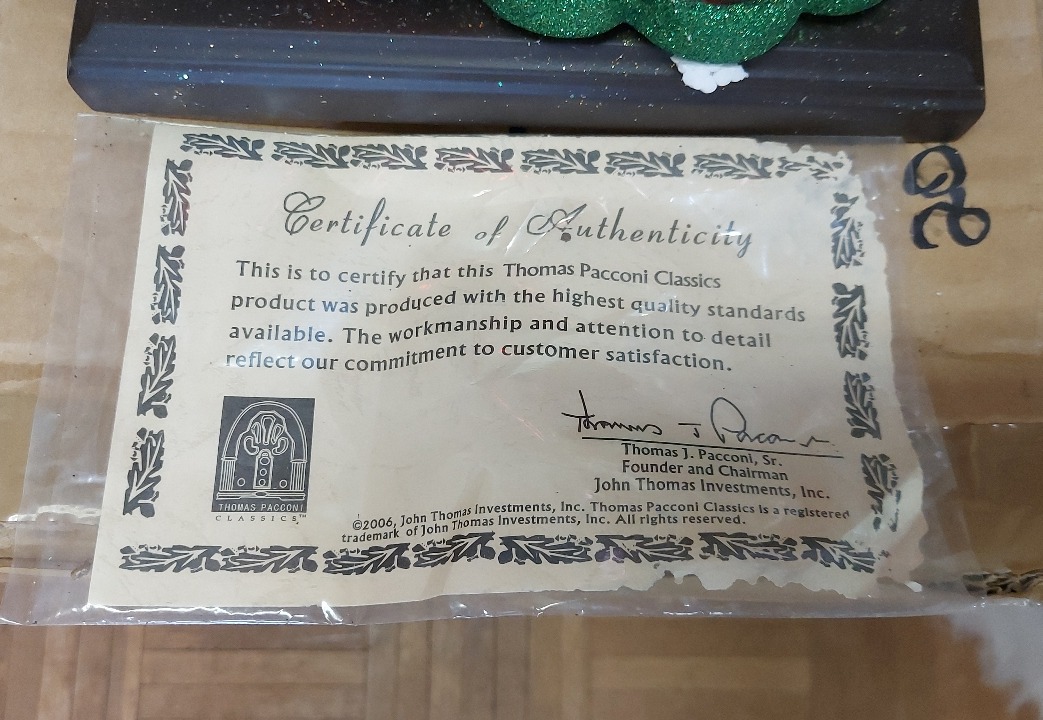 Certificate of Authenticity
This is to certify that this Thomas Pacconi Classics
product was produced with the highest quality standards
available. The workmanship and attention to detail
reflect our commitment to customer satisfaction.
Thomas J Pacconi
Thomas J. Pacconi, Sr.
Founder and Chairman
John Thomas Investments, Inc.
THOMAS PACCONI
CLASSICS™
©2006, John Thomas Investments, Inc. Thomas Pacconi Classics is a registered
trademark of John Thomas Investments, Inc. All rights reserved.